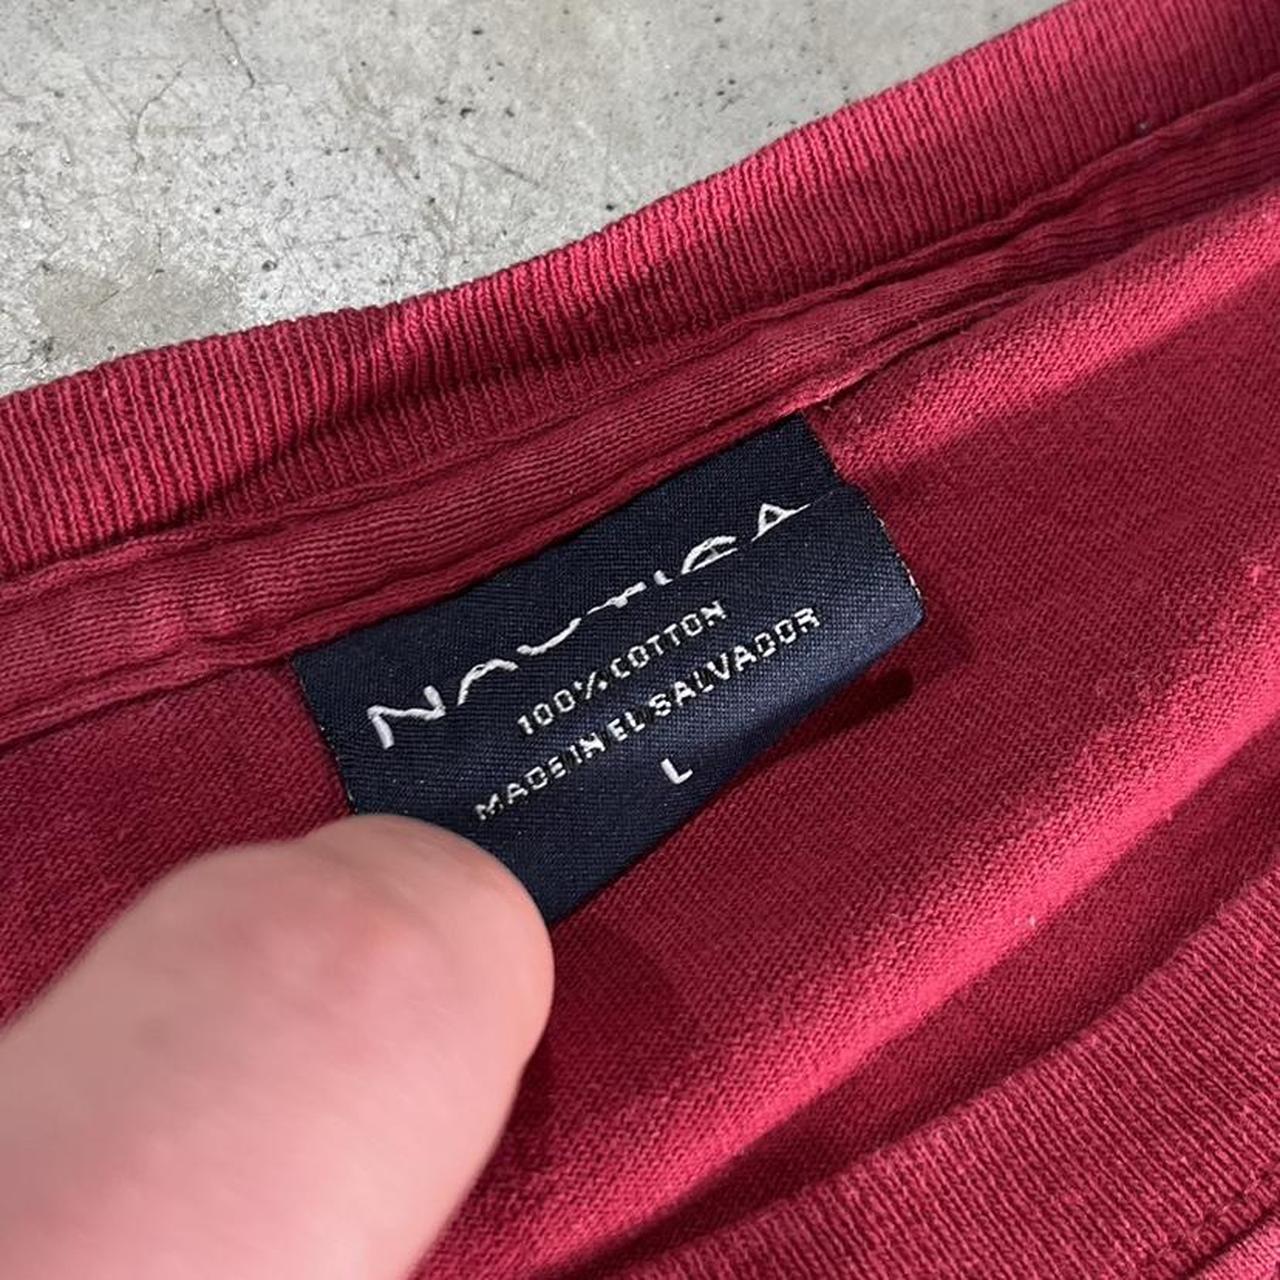 NAUTICA
100% COTTON
MADE IN EL SALVADOR
L